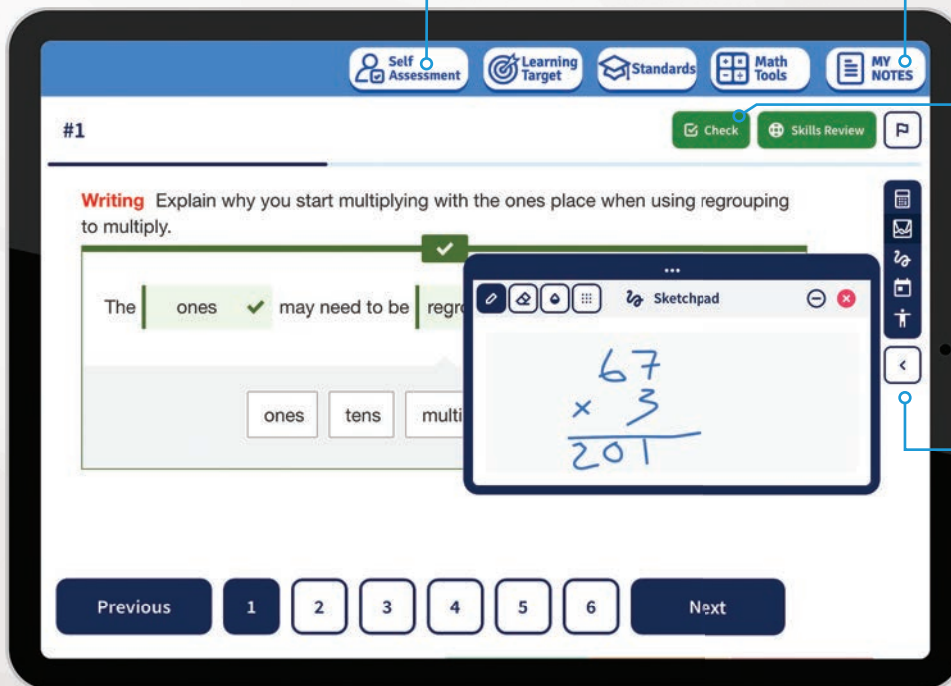 Self Assessment
Learning Target
Standards
Math Tools
MY NOTES
#1
Check
Skills Review
Writing Explain why you start multiplying with the ones place when using regrouping
to multiply.
The ones may need to be regr
Sketchpad
67
× 3
201
ones tens multi
Previous 1 2 3 4 5 6 Next